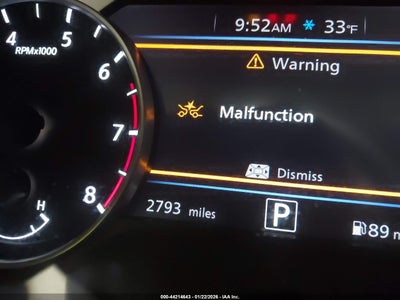 9:52AM 33°F
4 5 6 7 8
RPMx1000
Warning
Malfunction
Dismiss
H
2793 miles
P
89 m
000-44214643 - 01/22/2026 - IAA Inc.